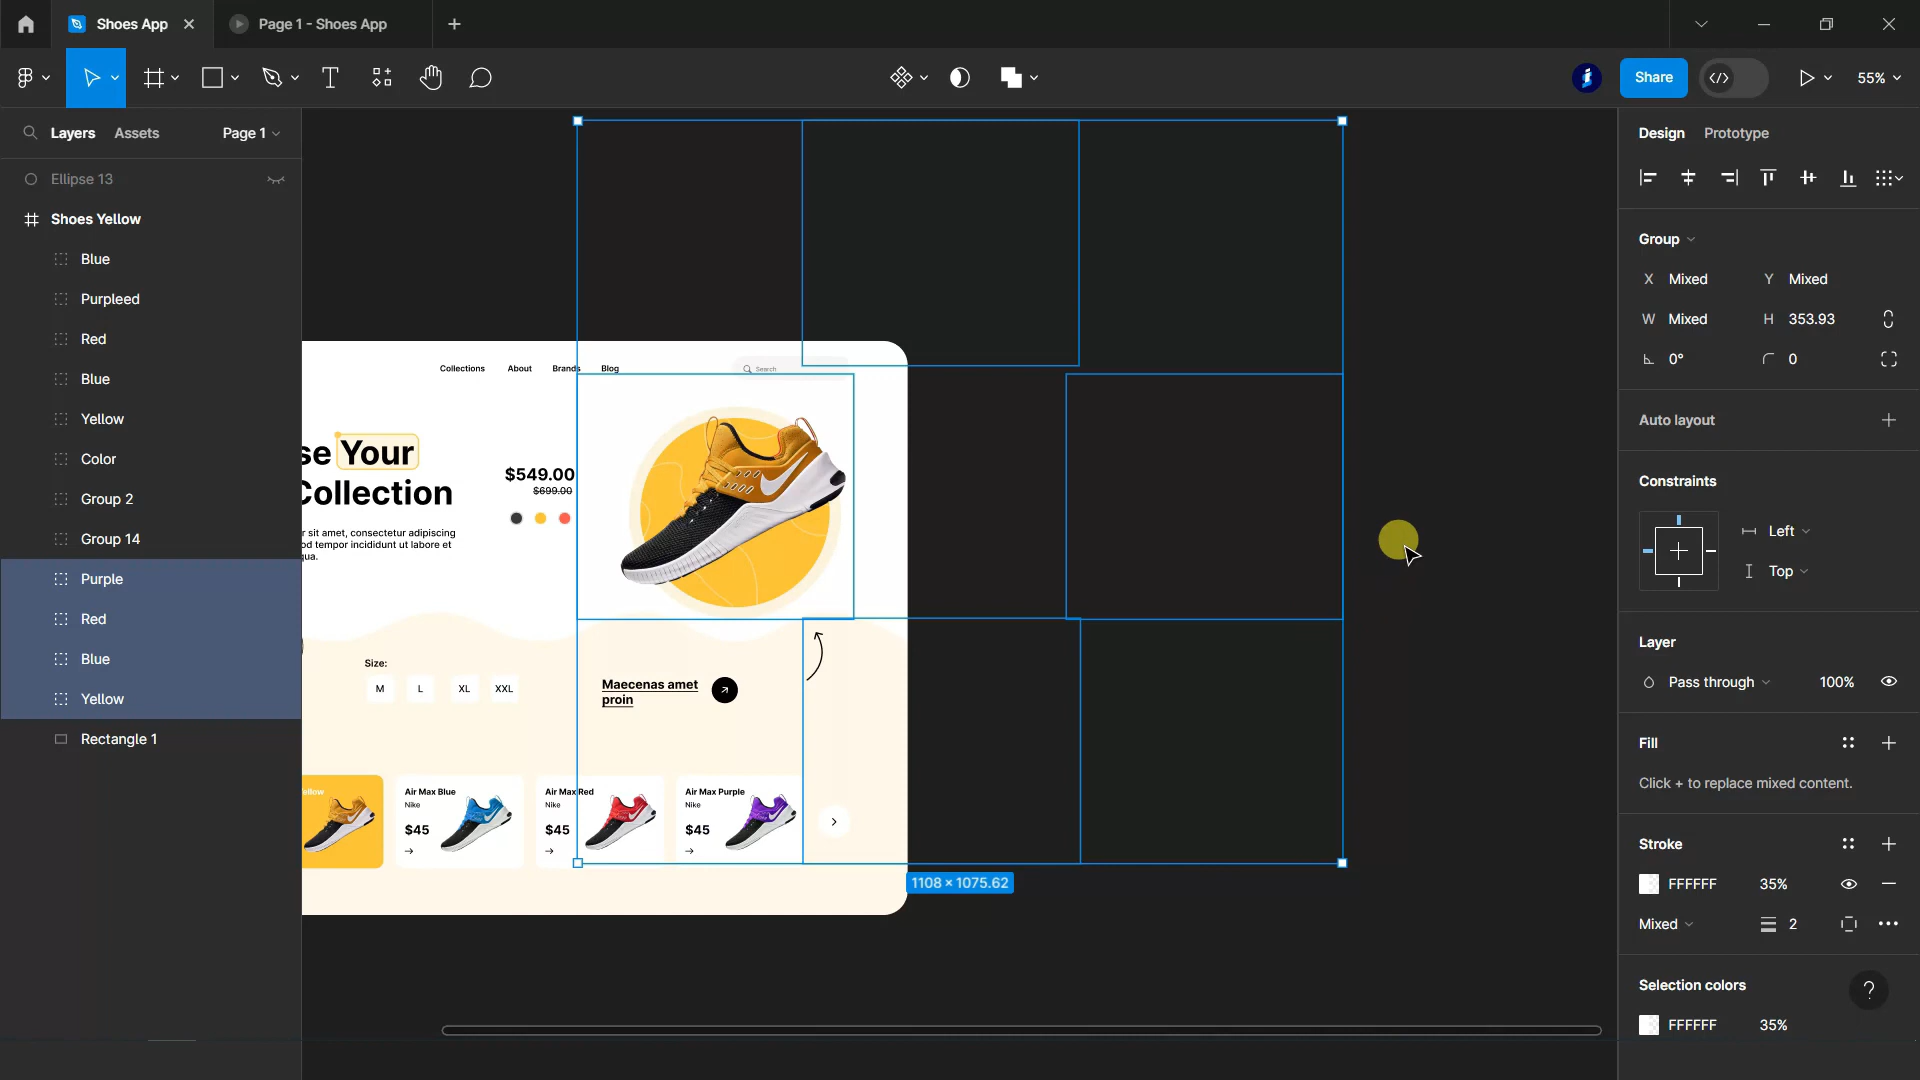 Shoes App
Page 1 - Shoes App
Share
55%
Layers
Assets
Page 1
Ellipse 13
Shoes Yellow
Blue
Purpleed
Red
Blue
Yellow
Color
Group 2
Group 14
Purple
Red
Blue
Yellow
Rectangle 1
Collections
About
Brands
Blog
Search
se Your
Collection
r sit amet, consectetur adipiscing
od tempor incididunt ut labore et
qua.
$549.00
$699.00
Size:
M
L
XL
XXL
Maecenas amet
proin
ellow
Air Max Blue
Nike
$45
Air Max Red
Nike
$45
Air Max Purple
Nike
$45
1108 × 1075.62
Design
Prototype
Group
X Mixed
Y Mixed
W Mixed
H 353.93
0°
0
Auto layout
Constraints
Left
Top
Layer
Pass through
100%
Fill
Click + to replace mixed content.
Stroke
FFFFFF
35%
Mixed
2
Selection colors
?
FFFFFF
35%